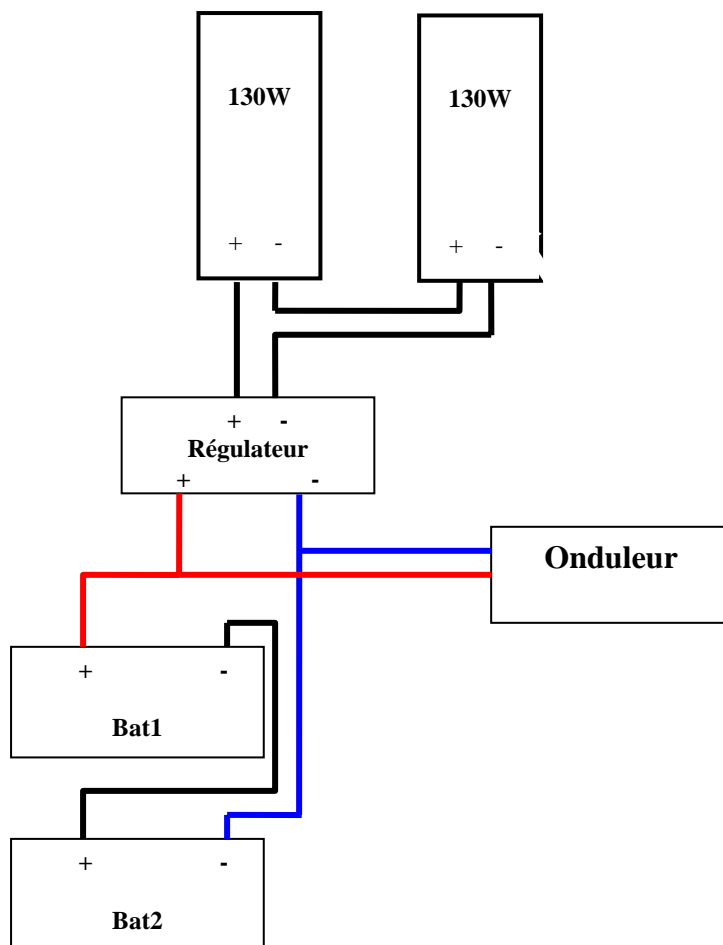 130W
130W
+ -
+ -
+ -
Régulateur
+ -
Onduleur
+ -
Bat1
+ -
Bat2